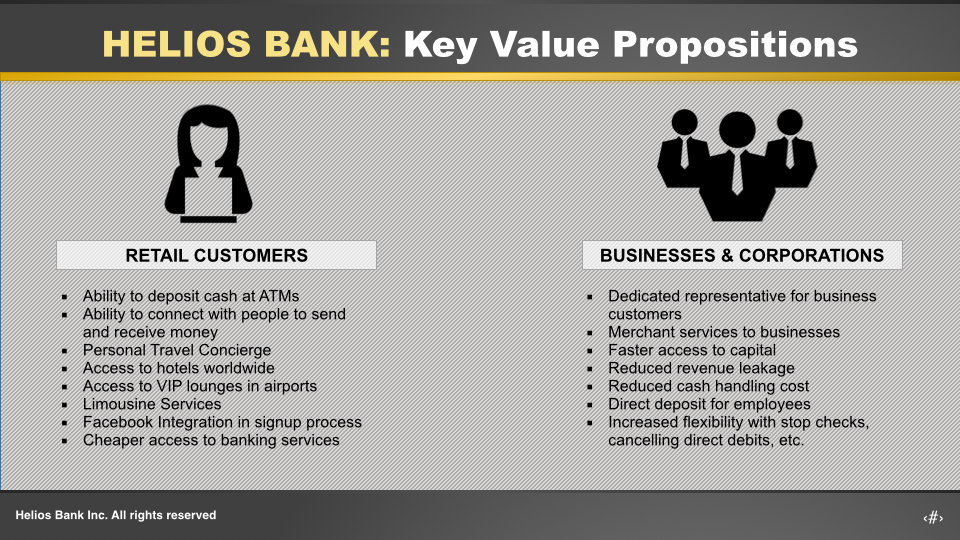 HELIOS BANK: Key Value Propositions
RETAIL CUSTOMERS
▪ Ability to deposit cash at ATMs
▪ Ability to connect with people to send
and receive money
▪ Personal Travel Concierge
▪ Access to hotels worldwide
▪ Access to VIP lounges in airports
▪ Limousine Services
▪ Facebook Integration in signup process
▪ Cheaper access to banking services
BUSINESSES & CORPORATIONS
▪ Dedicated representative for business
customers
▪ Merchant services to businesses
▪ Faster access to capital
▪ Reduced revenue leakage
▪ Reduced cash handling cost
▪ Direct deposit for employees
▪ Increased flexibility with stop checks,
cancelling direct debits, etc.
Helios Bank Inc. All rights reserved
‹#›